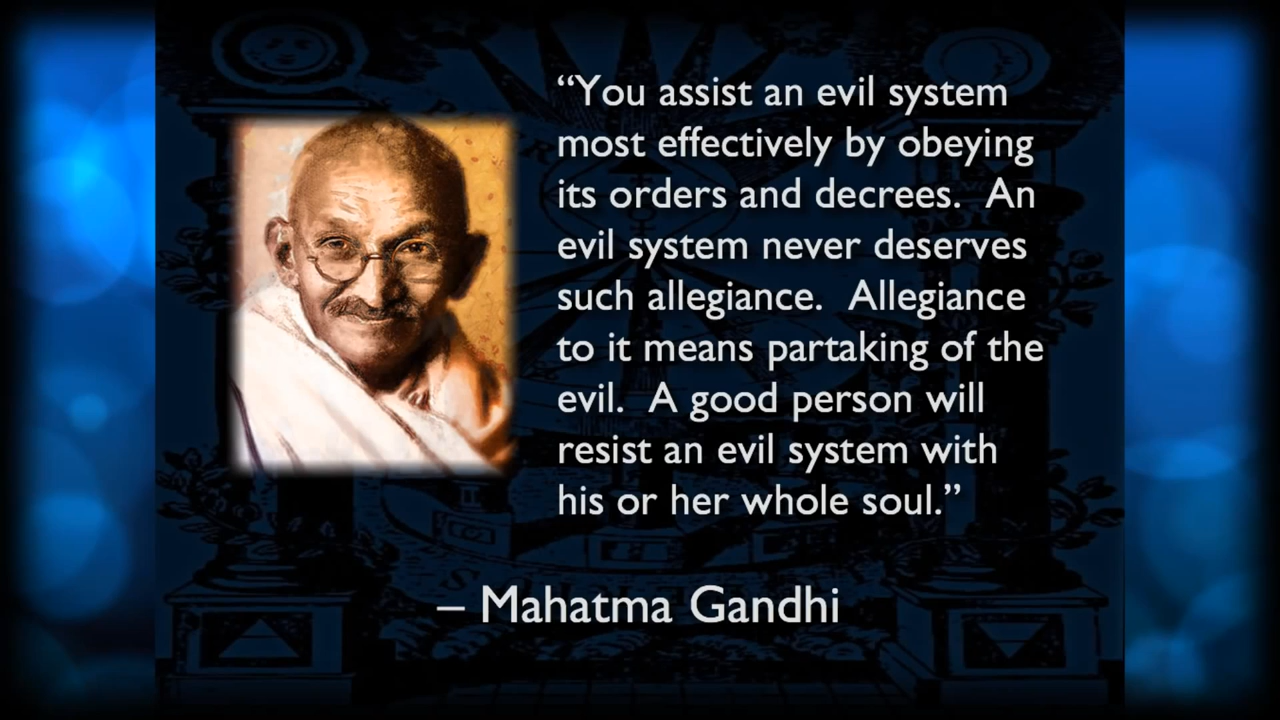 “You assist an evil system
most effectively by obeying
its orders and decrees.  An
evil system never deserves
such allegiance.  Allegiance
to it means partaking of the
evil.  A good person will
resist an evil system with
his or her whole soul.”
– Mahatma Gandhi